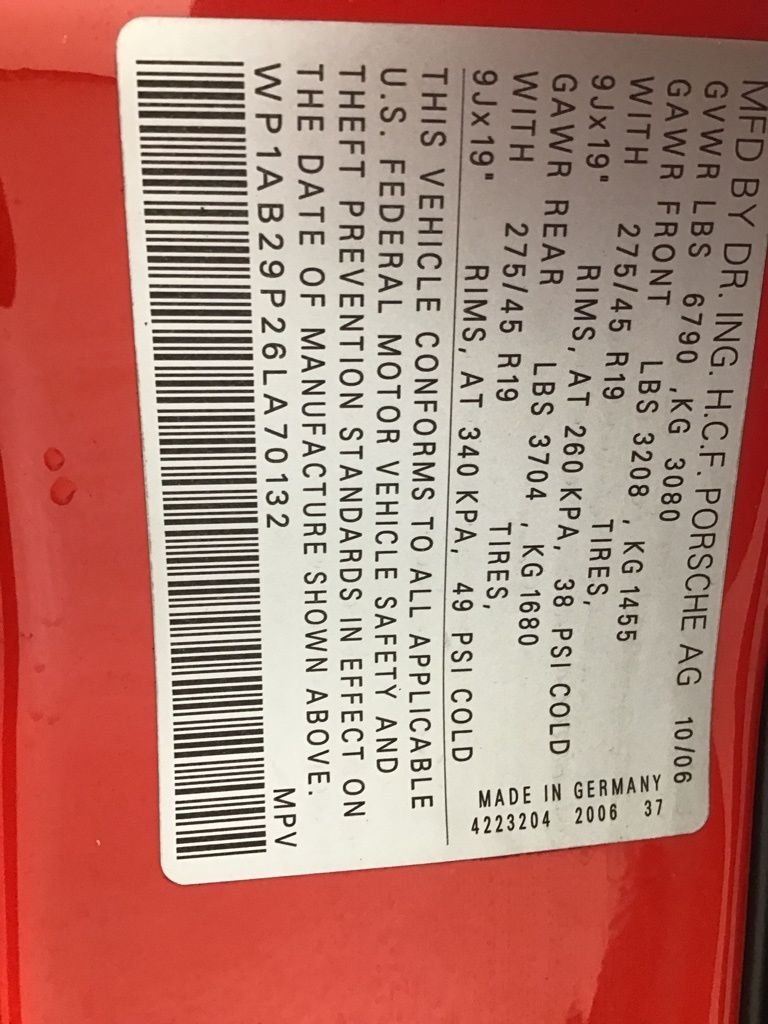 MFD BY DR. ING. H.C.F. PORSCHE AG 10/06
GVWR LBS 6790 ,KG 3080
GAWR FRONT LBS 3208 , KG 1455
WITH 275/45 R19 TIRES,
9Jx19" RIMS, AT 260 KPA, 38 PSI COLD
GAWR REAR LBS 3704 , KG 1680
WITH 275/45 R19 TIRES,
9Jx19" RIMS, AT 340 KPA, 49 PSI COLD
MADE IN GERMANY
4223204 2006 37
THIS VEHICLE CONFORMS TO ALL APPLICABLE
U.S. FEDERAL MOTOR VEHICLE SAFETY AND
THEFT PREVENTION STANDARDS IN EFFECT ON
THE DATE OF MANUFACTURE SHOWN ABOVE.
WP1AB29P26LA70132 MPV